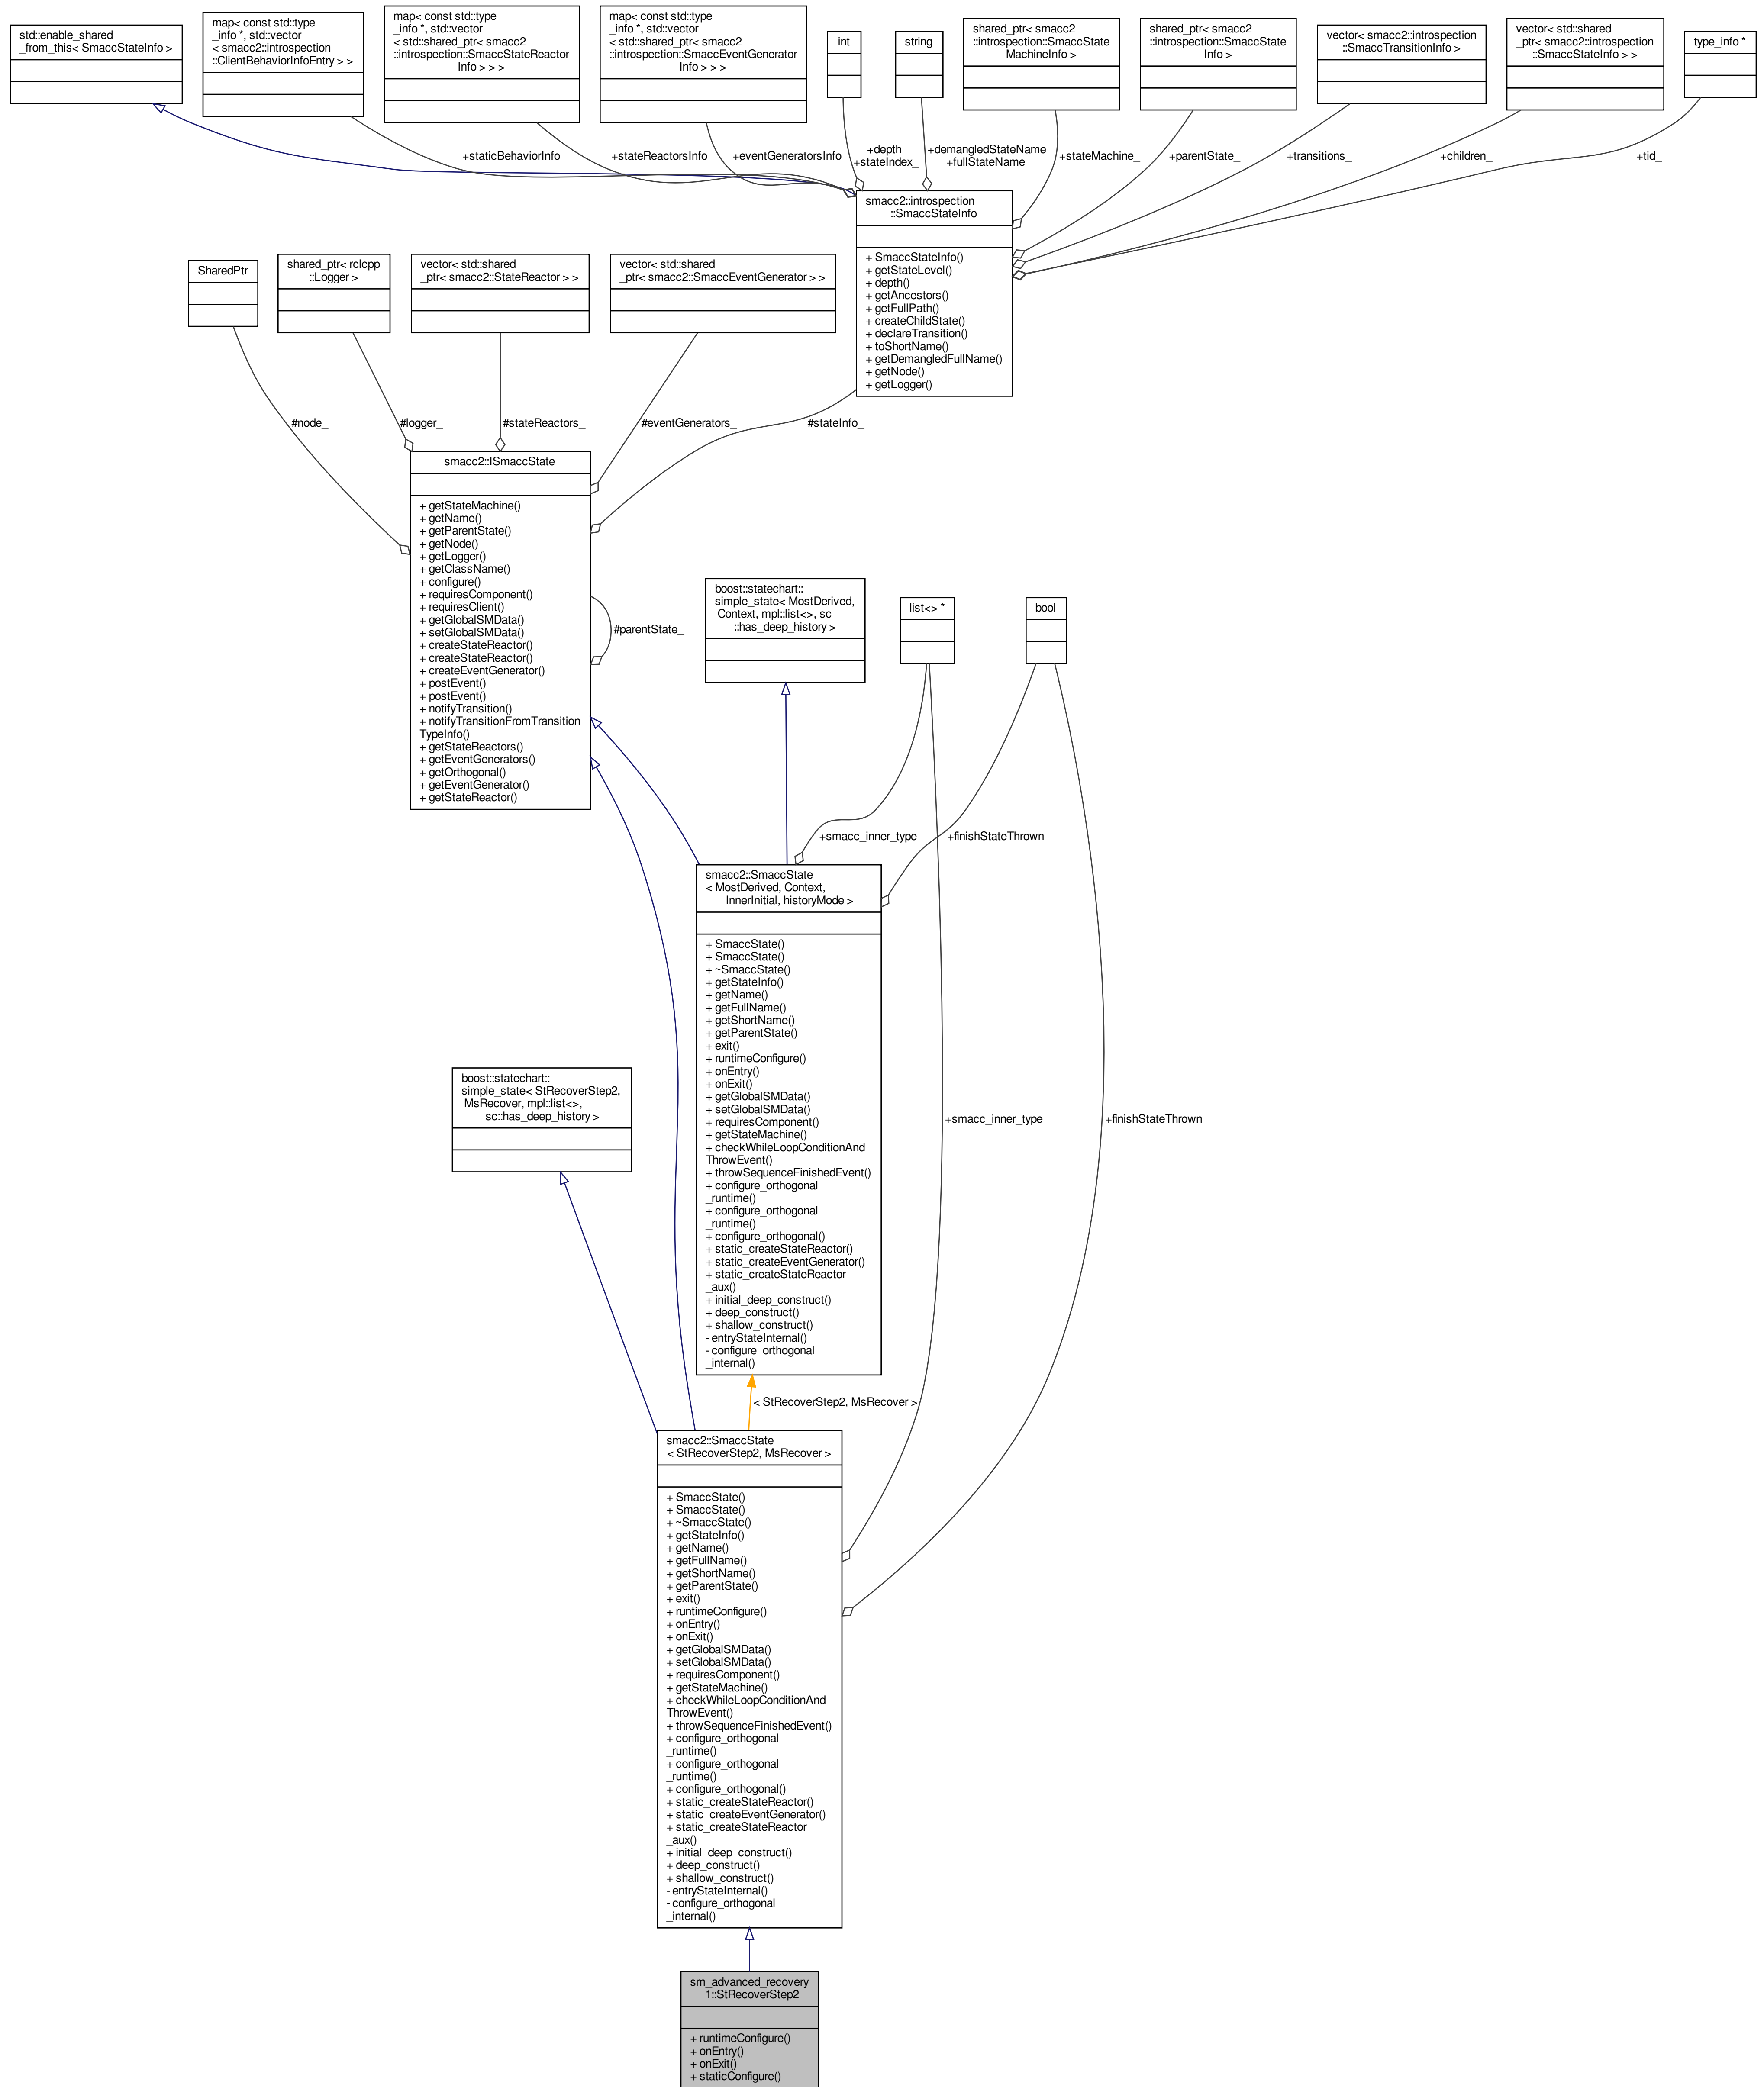 std::enable_shared
_from_this< SmaccStateInfo >
map< const std::type
_info *, std::vector
< smacc2::introspection
::ClientBehaviorInfoEntry > >
map< const std::type
_info *, std::vector
< std::shared_ptr< smacc2
::introspection::SmaccStateReactor
Info > > >
map< const std::type
_info *, std::vector
< std::shared_ptr< smacc2
::introspection::SmaccEventGenerator
Info > > >
int
string
shared_ptr< smacc2
::introspection::SmaccState
MachineInfo >
shared_ptr< smacc2
::introspection::SmaccState
Info >
vector< smacc2::introspection
::SmaccTransitionInfo >
vector< std::shared
_ptr< smacc2::introspection
::SmaccStateInfo > >
type_info *
+staticBehaviorInfo
+stateReactorsInfo
+eventGeneratorsInfo
+depth_
+stateIndex_
+demangledStateName
+fullStateName
+stateMachine_
+parentState_
+transitions_
+children_
+tid_
smacc2::introspection
::SmaccStateInfo
+ SmaccStateInfo()
+ getStateLevel()
+ depth()
+ getAncestors()
+ getFullPath()
+ createChildState()
+ declareTransition()
+ toShortName()
+ getDemangledFullName()
+ getNode()
+ getLogger()
SharedPtr
shared_ptr< rclcpp
::Logger >
vector< std::shared
_ptr< smacc2::StateReactor > >
vector< std::shared
_ptr< smacc2::SmaccEventGenerator > >
#node_
#logger_
#stateReactors_
#eventGenerators_
#stateInfo_
smacc2::ISmaccState
+ getStateMachine()
+ getName()
+ getParentState()
+ getNode()
+ getLogger()
+ getClassName()
+ configure()
+ requiresComponent()
+ requiresClient()
+ getGlobalSMData()
+ setGlobalSMData()
+ createStateReactor()
+ createStateReactor()
+ createEventGenerator()
+ postEvent()
+ postEvent()
+ notifyTransition()
+ notifyTransitionFromTransition
TypeInfo()
+ getStateReactors()
+ getEventGenerators()
+ getOrthogonal()
+ getEventGenerator()
+ getStateReactor()
#parentState_
boost::statechart::
simple_state< MostDerived,
Context, mpl::list<>, sc
::has_deep_history >
list<> *
bool
+smacc_inner_type
+finishStateThrown
smacc2::SmaccState
< MostDerived, Context,
InnerInitial, historyMode >
+ SmaccState()
+ SmaccState()
+ ~SmaccState()
+ getStateInfo()
+ getName()
+ getFullName()
+ getShortName()
+ getParentState()
+ exit()
+ runtimeConfigure()
+ onEntry()
+ onExit()
+ getGlobalSMData()
+ setGlobalSMData()
+ requiresComponent()
+ getStateMachine()
+ checkWhileLoopConditionAnd
ThrowEvent()
+ throwSequenceFinishedEvent()
+ configure_orthogonal
_runtime()
+ configure_orthogonal
_runtime()
+ configure_orthogonal()
+ static_createStateReactor()
+ static_createEventGenerator()
+ static_createStateReactor
_aux()
+ initial_deep_construct()
+ deep_construct()
+ shallow_construct()
- entryStateInternal()
- configure_orthogonal
_internal()
boost::statechart::
simple_state< StRecoverStep2,
MsRecover, mpl::list<>,
sc::has_deep_history >
+smacc_inner_type
+finishStateThrown
< StRecoverStep2, MsRecover >
smacc2::SmaccState
< StRecoverStep2, MsRecover >
+ SmaccState()
+ SmaccState()
+ ~SmaccState()
+ getStateInfo()
+ getName()
+ getFullName()
+ getShortName()
+ getParentState()
+ exit()
+ runtimeConfigure()
+ onEntry()
+ onExit()
+ getGlobalSMData()
+ setGlobalSMData()
+ requiresComponent()
+ getStateMachine()
+ checkWhileLoopConditionAnd
ThrowEvent()
+ throwSequenceFinishedEvent()
+ configure_orthogonal
_runtime()
+ configure_orthogonal
_runtime()
+ configure_orthogonal()
+ static_createStateReactor()
+ static_createEventGenerator()
+ static_createStateReactor
_aux()
+ initial_deep_construct()
+ deep_construct()
+ shallow_construct()
- entryStateInternal()
- configure_orthogonal
_internal()
sm_advanced_recovery
_1::StRecoverStep2
+ runtimeConfigure()
+ onEntry()
+ onExit()
+ staticConfigure()